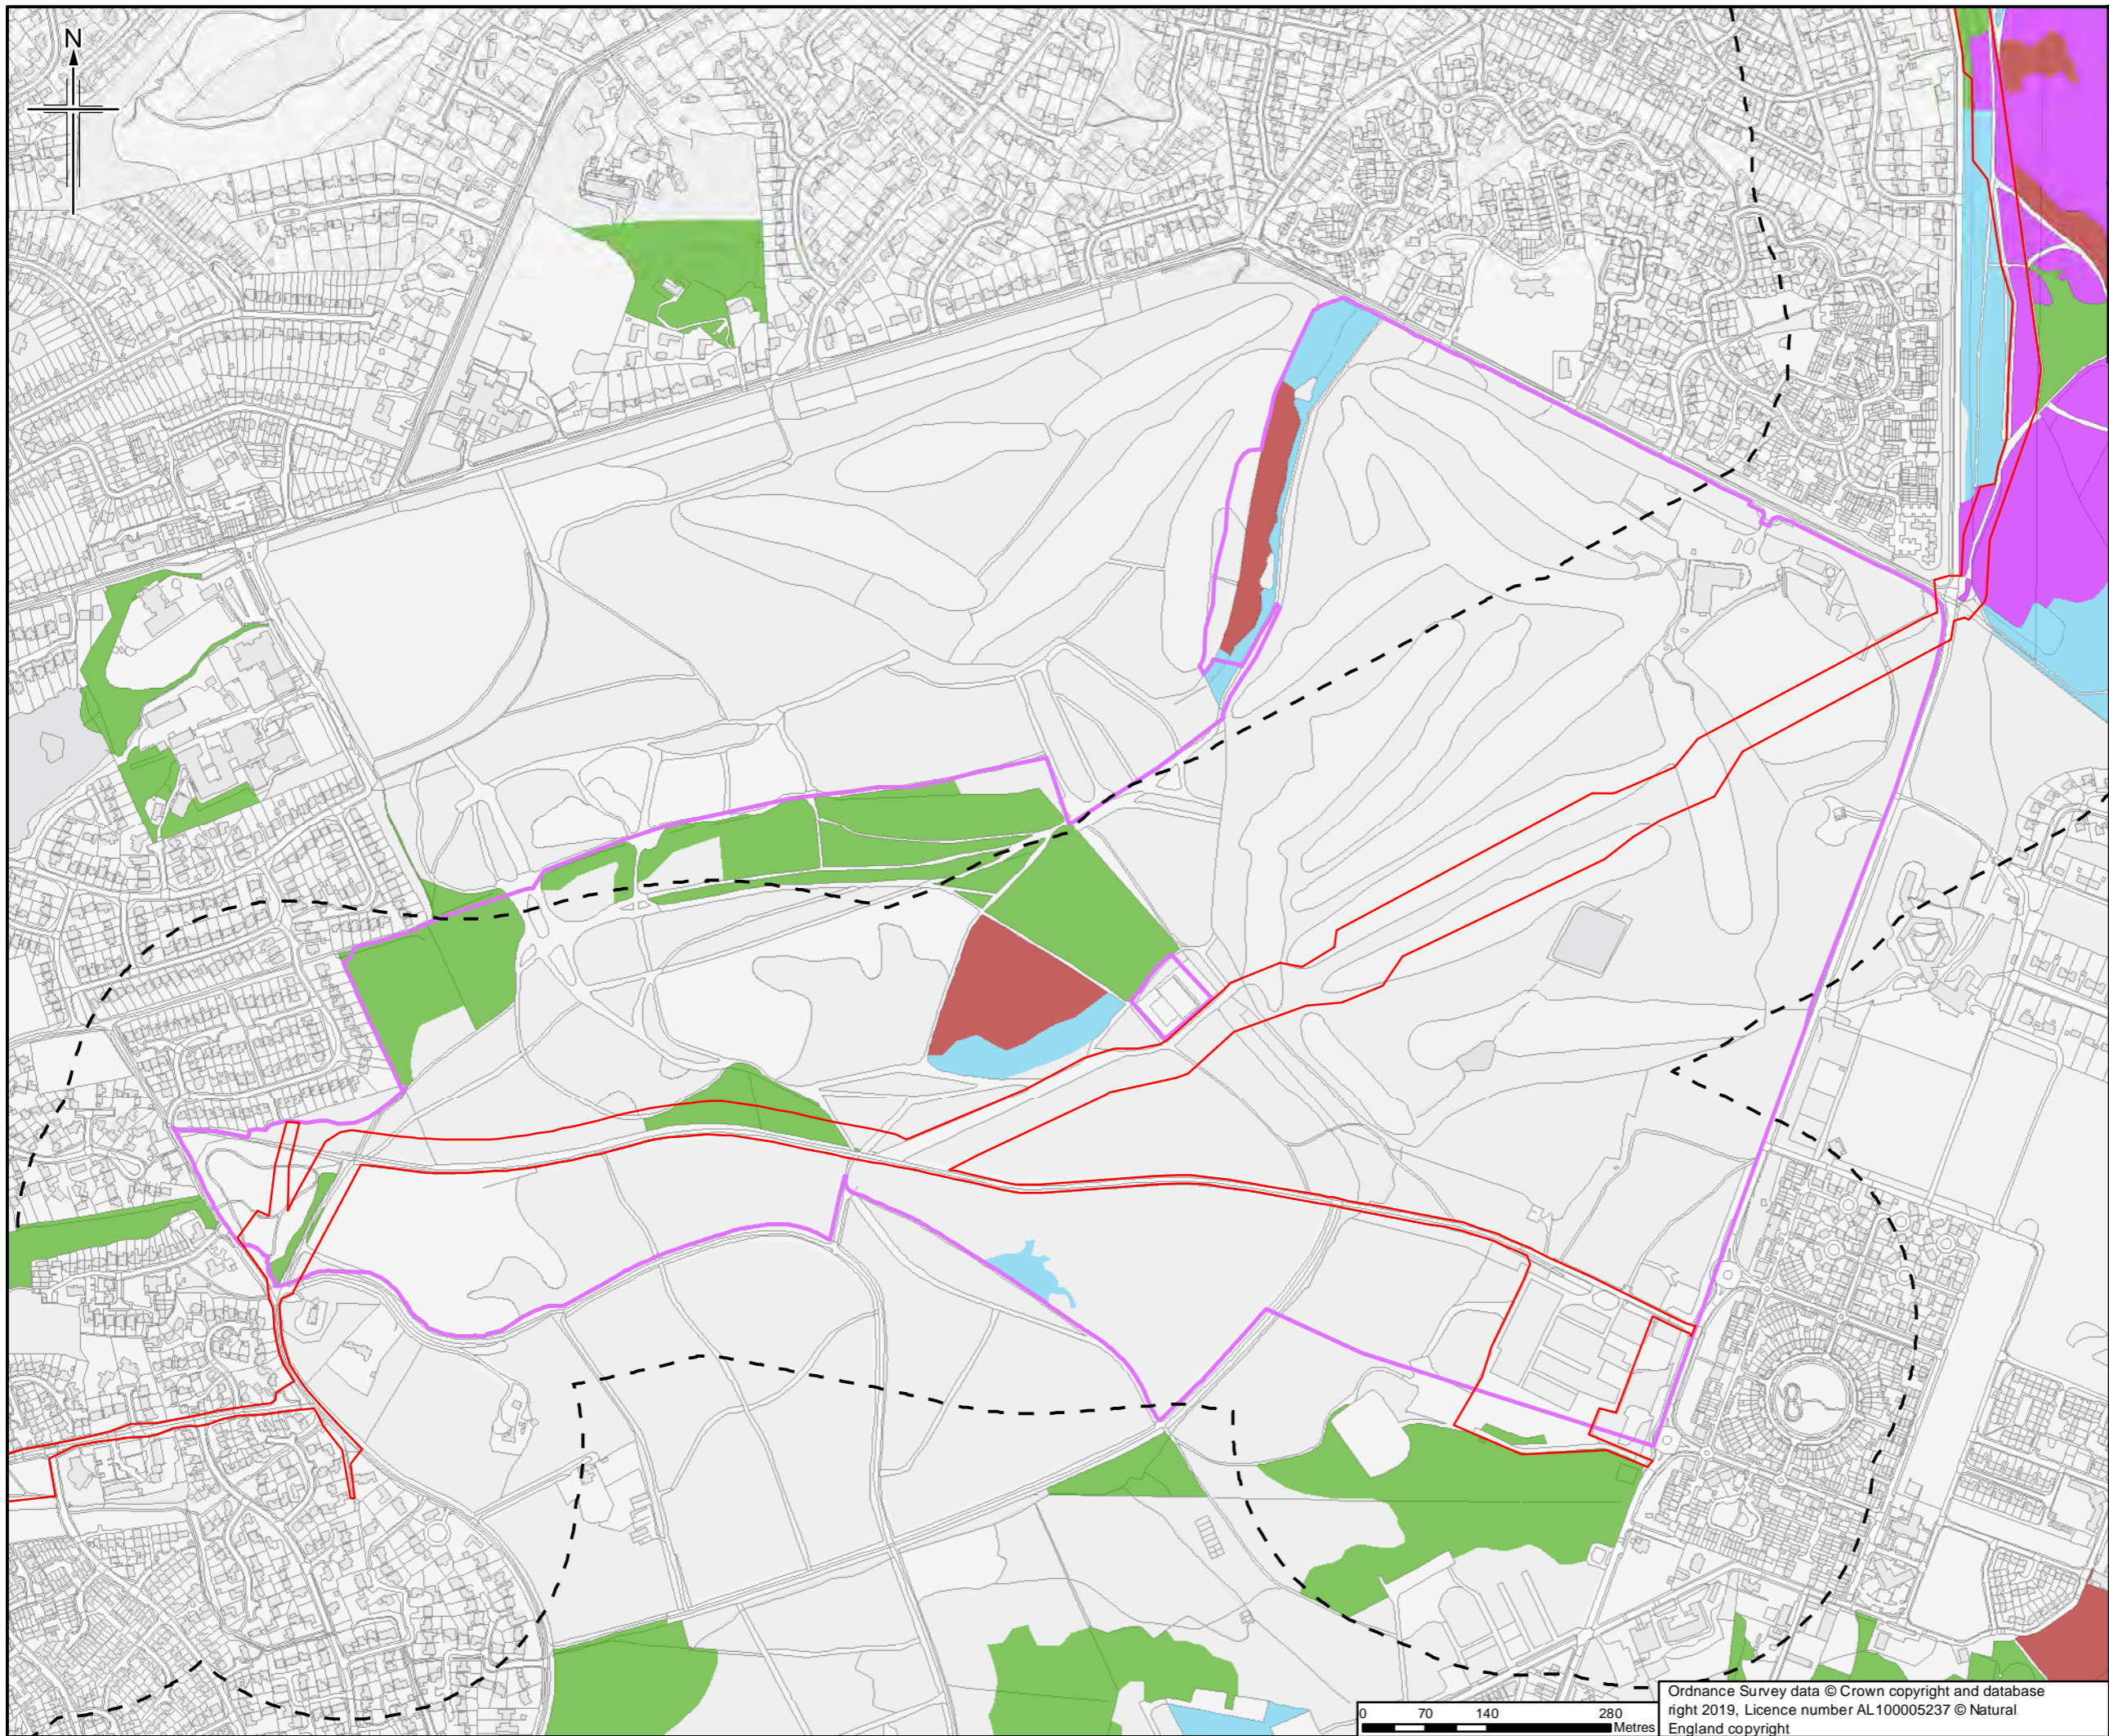 N
0 70 140 280
Metres
Ordnance Survey data © Crown copyright and database
right 2019, Licence number AL100005237 © Natural
England copyright